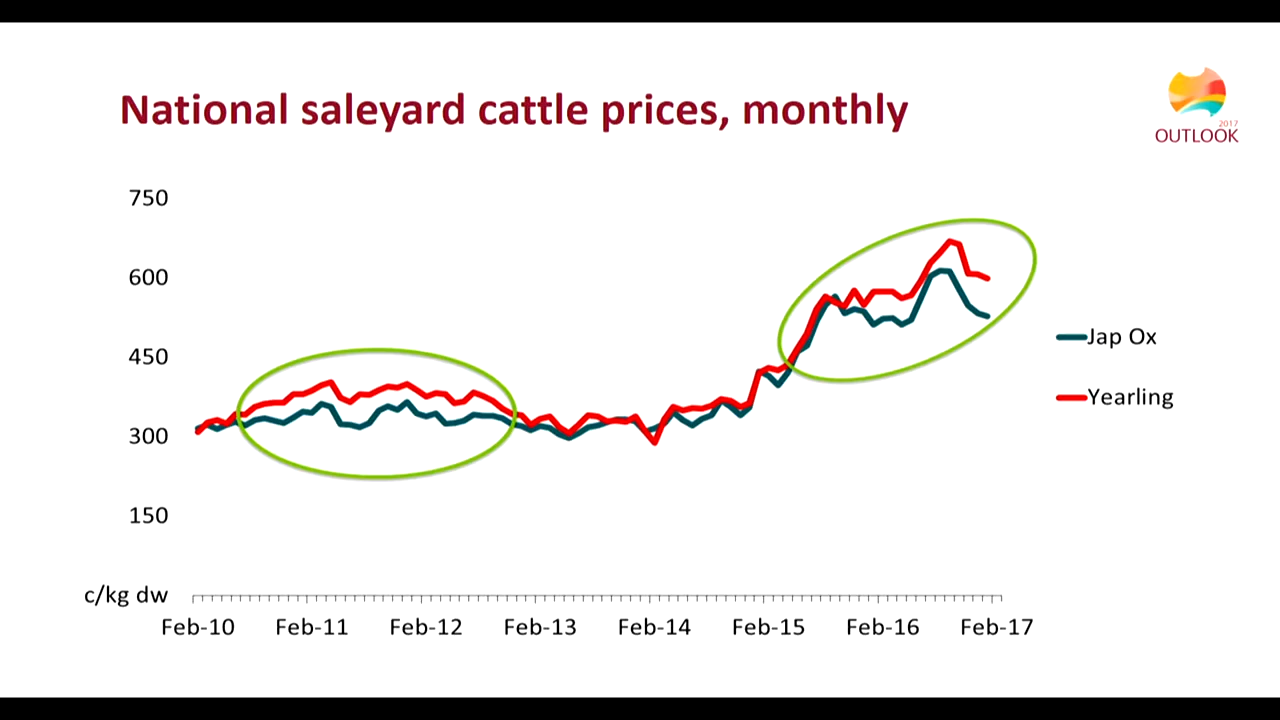 National saleyard cattle prices, monthly
2017
OUTLOOK
750
600
450
300
150
c/kg dw
Feb-10 Feb-11 Feb-12 Feb-13 Feb-14 Feb-15 Feb-16 Feb-17
Jap Ox
Yearling